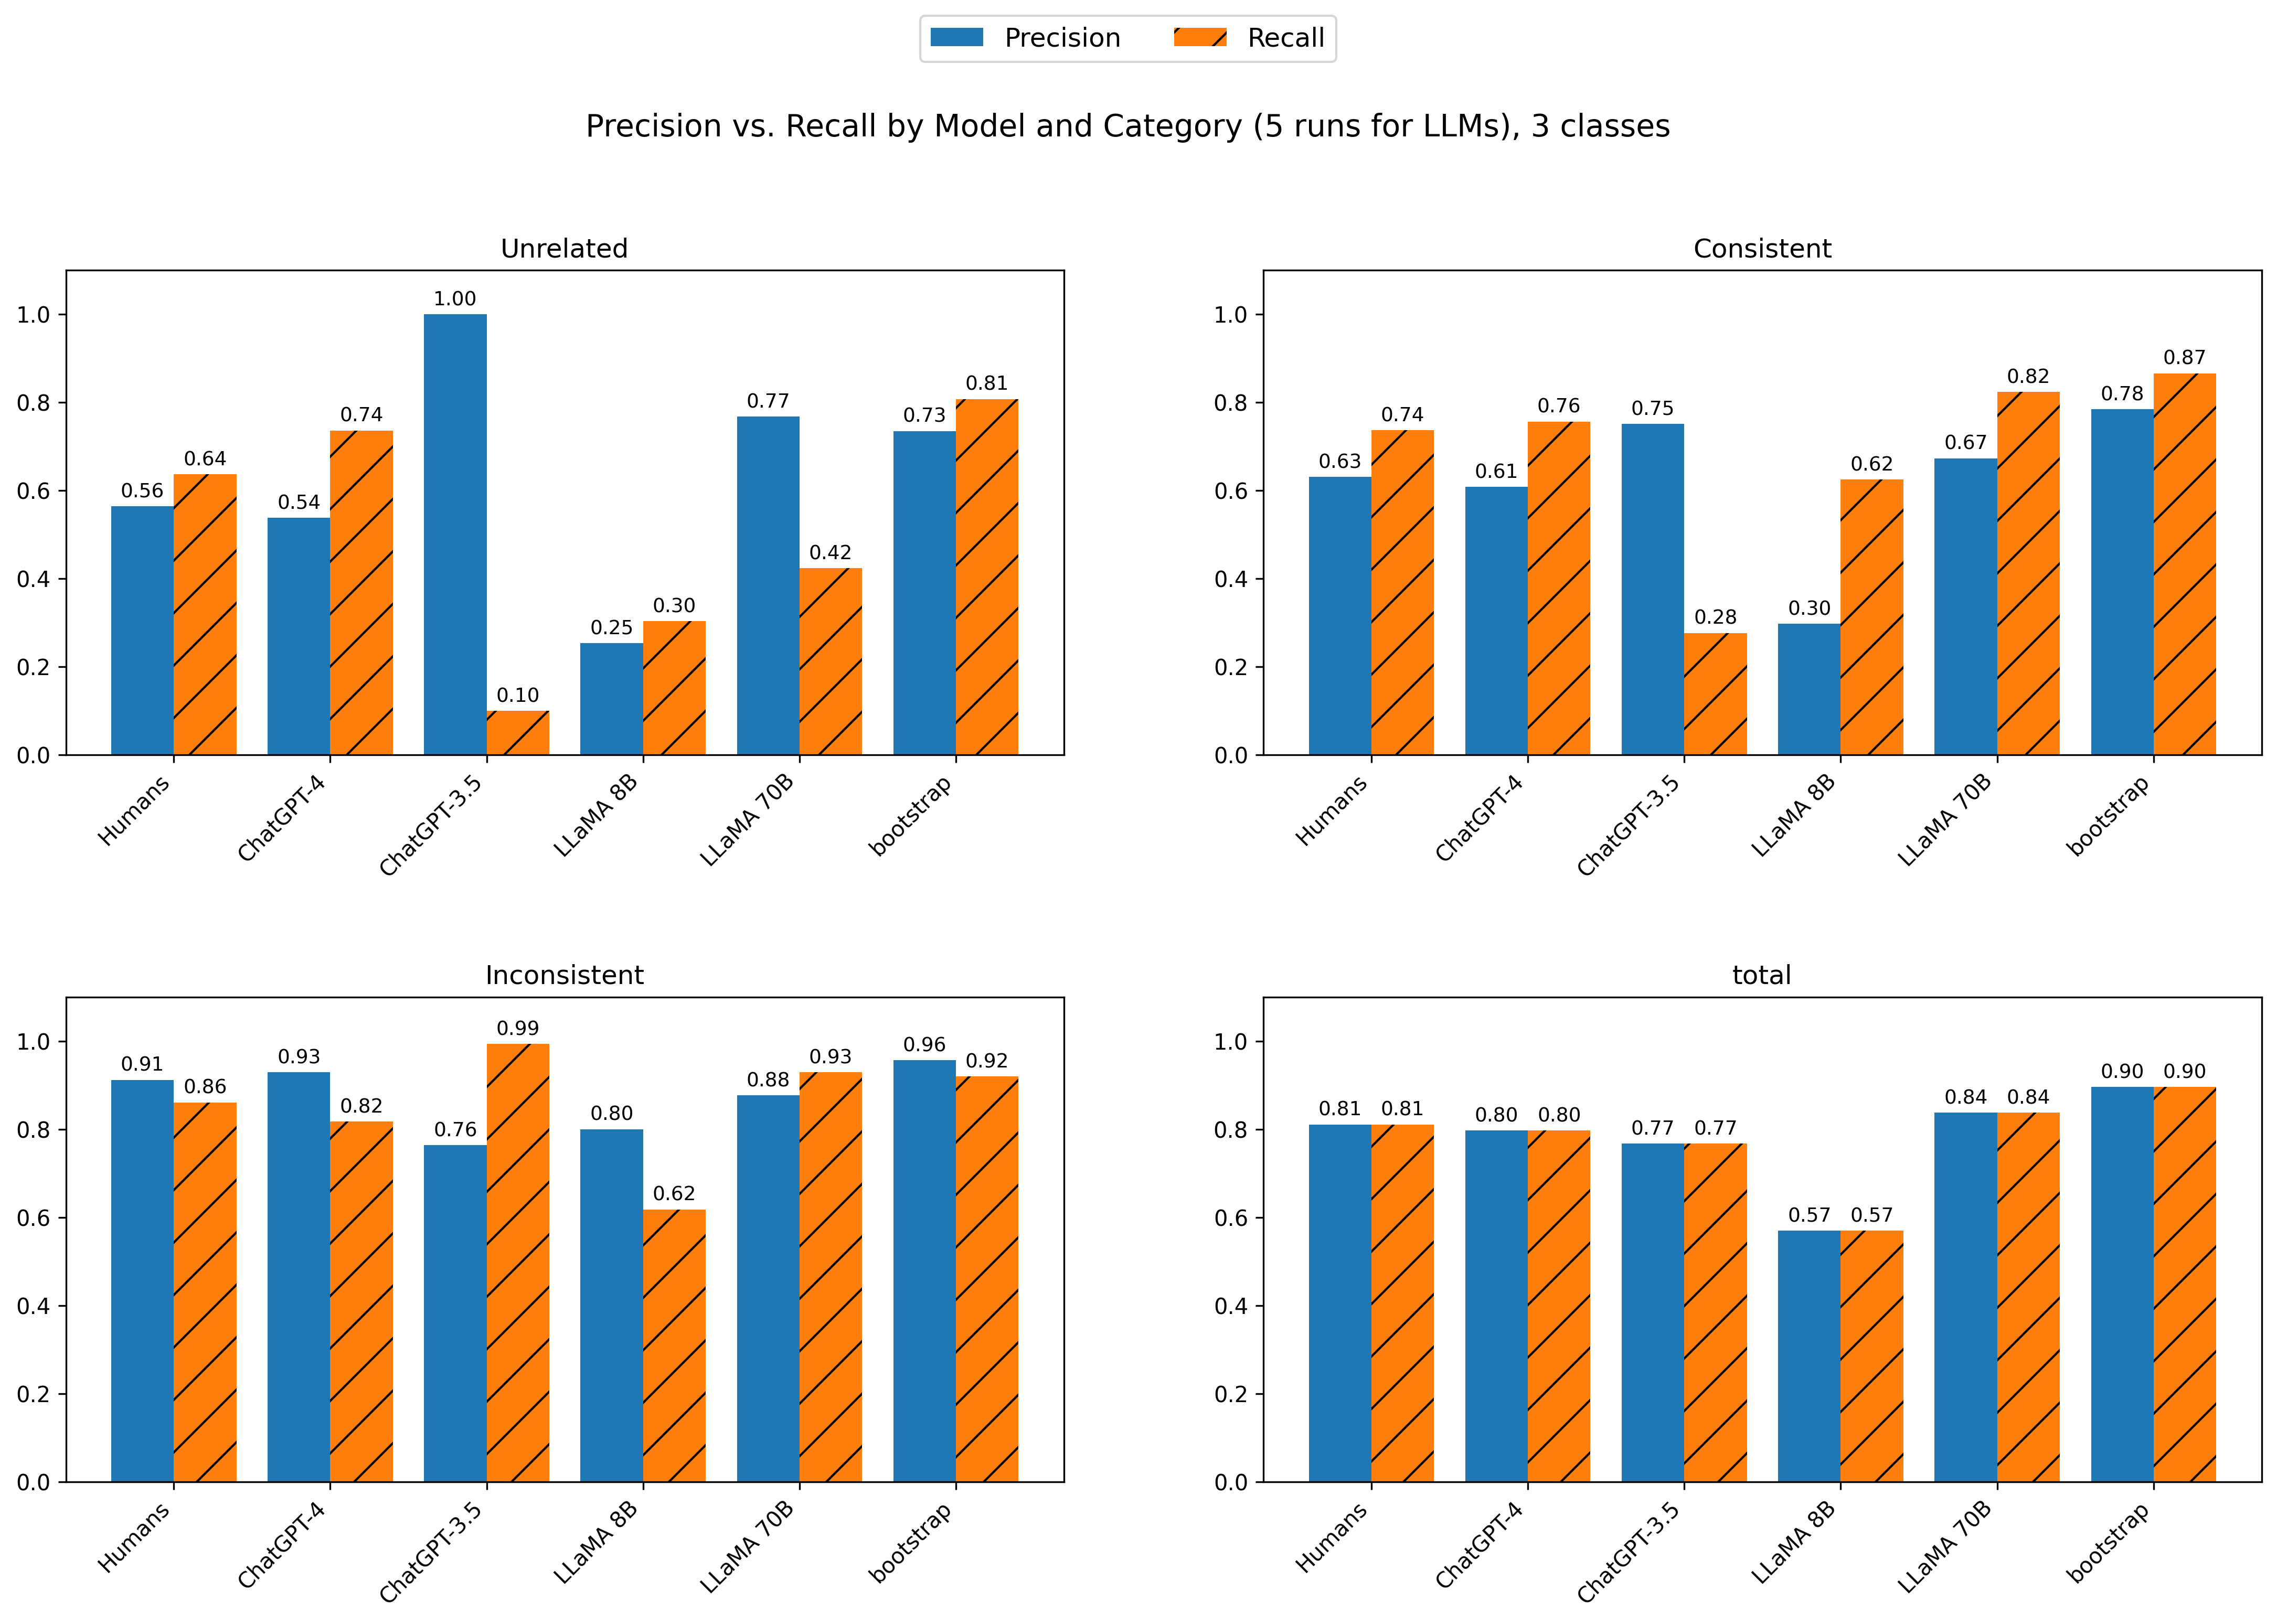 Precision Recall
Precision vs. Recall by Model and Category (5 runs for LLMs), 3 classes
Unrelated
1.0
0.8
0.6
0.4
0.2
0.0
0.56 0.64 0.54 0.74 1.00 0.10 0.25 0.30 0.77 0.42 0.73 0.81
Humans ChatGPT-4 ChatGPT-3.5 LLaMA 8B LLaMA 70B bootstrap
Consistent
1.0
0.8
0.6
0.4
0.2
0.0
0.63 0.74 0.61 0.76 0.75 0.28 0.30 0.62 0.67 0.82 0.78 0.87
Humans ChatGPT-4 ChatGPT-3.5 LLaMA 8B LLaMA 70B bootstrap
Inconsistent
1.0
0.8
0.6
0.4
0.2
0.0
0.91 0.86 0.93 0.82 0.76 0.99 0.80 0.62 0.88 0.93 0.96 0.92
Humans ChatGPT-4 ChatGPT-3.5 LLaMA 8B LLaMA 70B bootstrap
total
1.0
0.8
0.6
0.4
0.2
0.0
0.81 0.81 0.80 0.80 0.77 0.77 0.57 0.57 0.84 0.84 0.90 0.90
Humans ChatGPT-4 ChatGPT-3.5 LLaMA 8B LLaMA 70B bootstrap